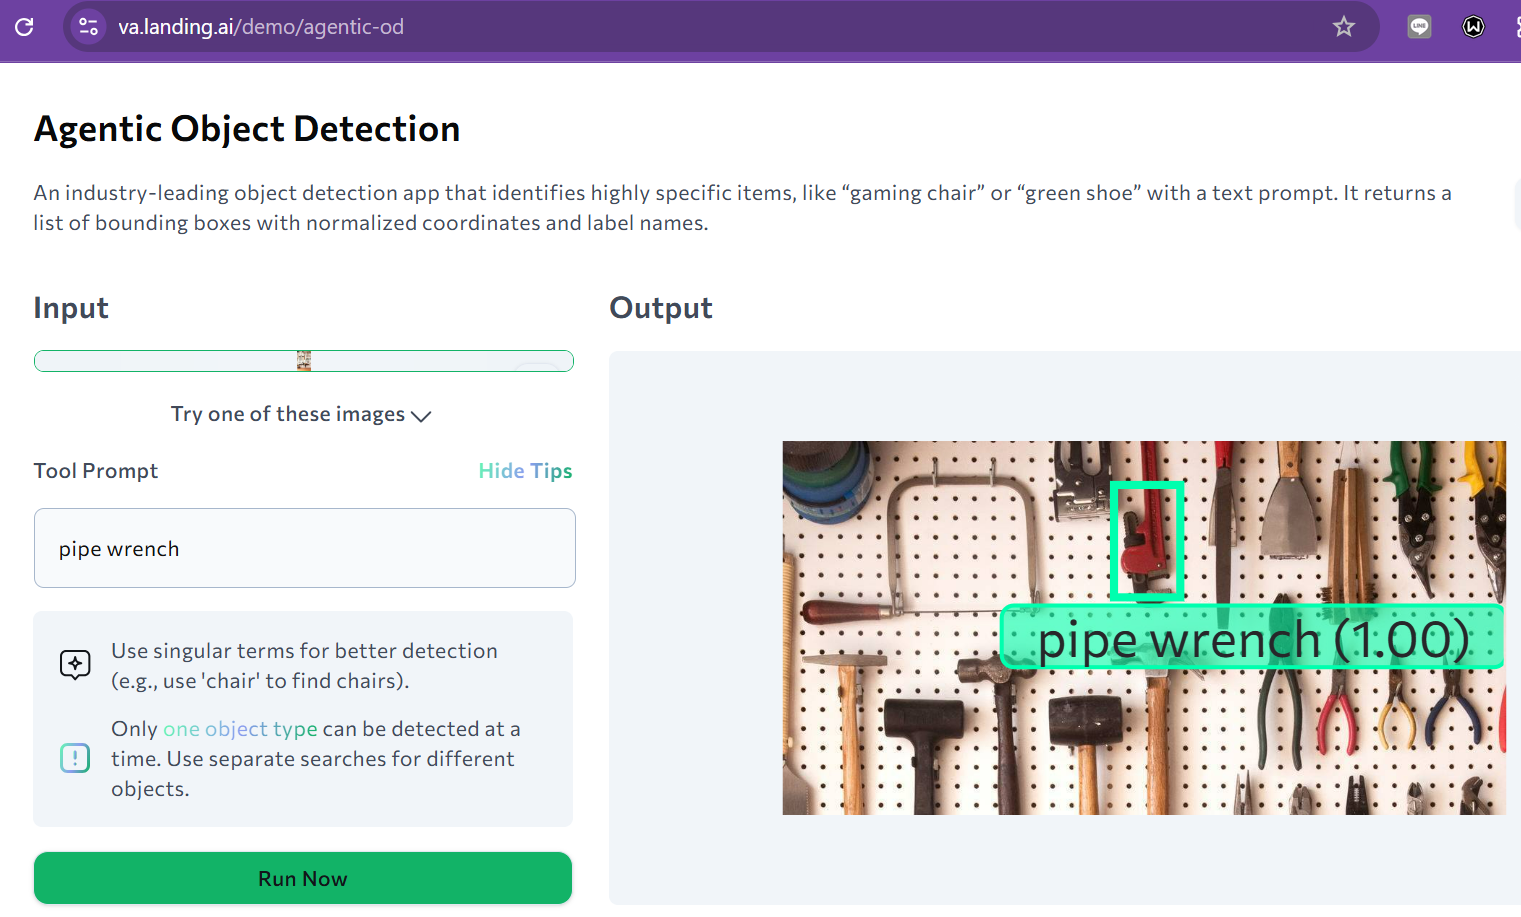 va.landing.ai/demo/agentic-od
LINE
W
Agentic Object Detection
An industry-leading object detection app that identifies highly specific items, like “gaming chair” or “green shoe” with a text prompt. It returns a
list of bounding boxes with normalized coordinates and label names.
Input
Try one of these images
Tool Prompt
Hide Tips
pipe wrench
Use singular terms for better detection
(e.g., use 'chair' to find chairs).
Only one object type can be detected at a
time. Use separate searches for different
objects.
Run Now
Output
pipe wrench (1.00)